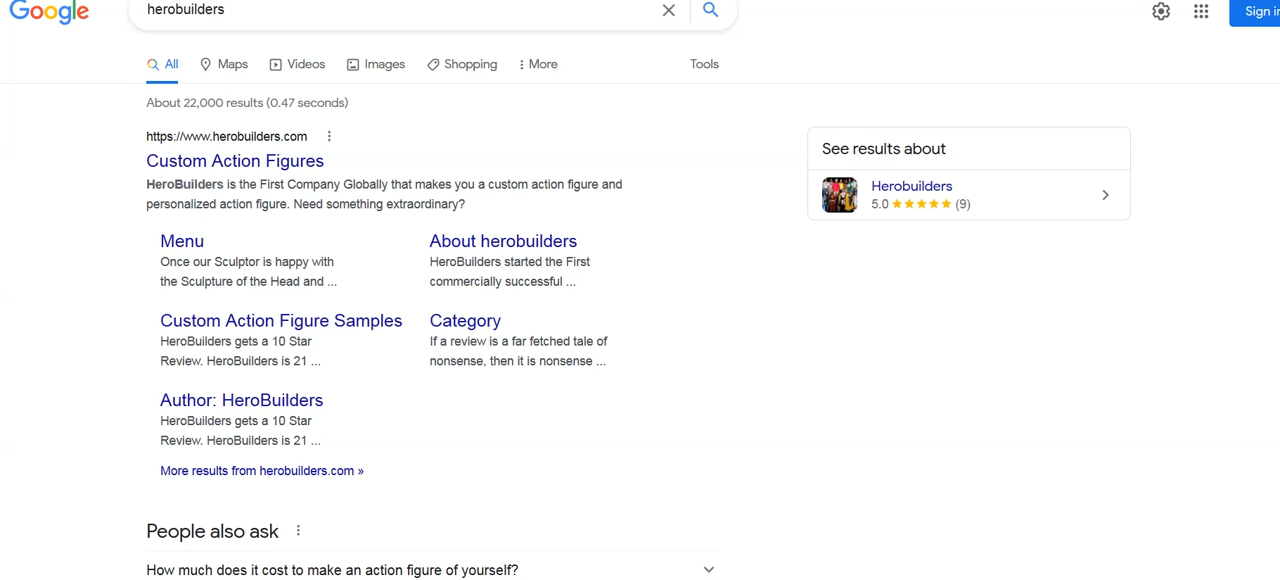 Google
herobuilders
Sign in
All
Maps
Videos
Images
Shopping
More
Tools
About 22,000 results (0.47 seconds)
https://www.herobuilders.com
Custom Action Figures
HeroBuilders is the First Company Globally that makes you a custom action figure and
personalized action figure. Need something extraordinary?
Menu
Once our Sculptor is happy with
the Sculpture of the Head and ...
About herobuilders
HeroBuilders started the First
commercially successful ...
Custom Action Figure Samples
HeroBuilders gets a 10 Star
Review. HeroBuilders is 21 ...
Category
If a review is a far fetched tale of
nonsense, then it is nonsense ...
Author: HeroBuilders
HeroBuilders gets a 10 Star
Review. HeroBuilders is 21 ...
More results from herobuilders.com »
People also ask
How much does it cost to make an action figure of yourself?
See results about
Herobuilders
5.0 ★★★★★ (9)